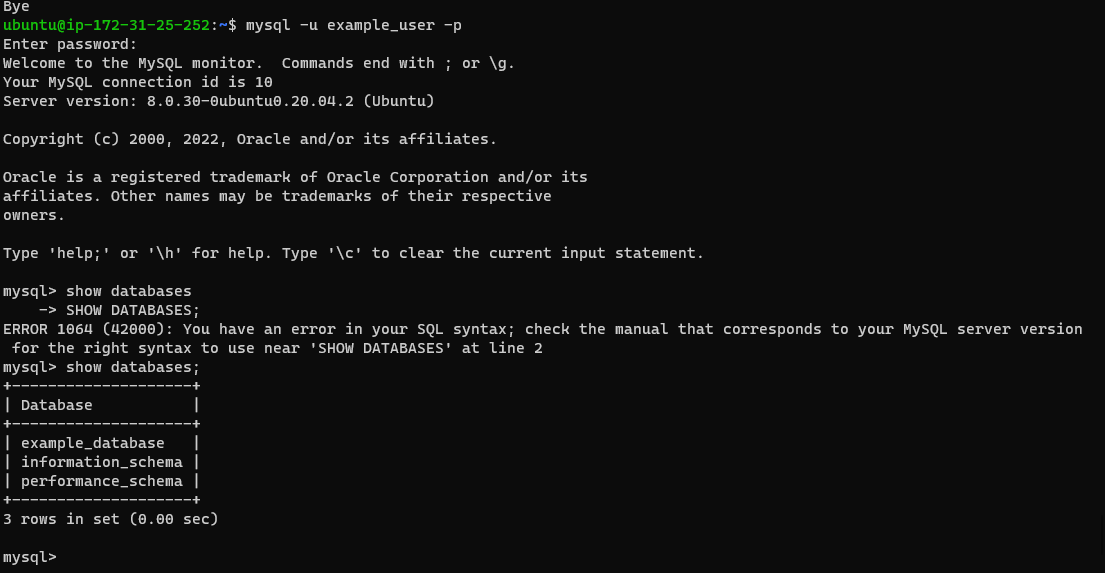 Bye
ubuntu@ip-172-31-25-252:~$ mysql -u example_user -p
Enter password:
Welcome to the MySQL monitor.  Commands end with ; or \g.
Your MySQL connection id is 10
Server version: 8.0.30-0ubuntu0.20.04.2 (Ubuntu)

Copyright (c) 2000, 2022, Oracle and/or its affiliates.

Oracle is a registered trademark of Oracle Corporation and/or its
affiliates. Other names may be trademarks of their respective
owners.

Type 'help;' or '\h' for help. Type '\c' to clear the current input statement.

mysql> show databases
    -> SHOW DATABASES;
ERROR 1064 (42000): You have an error in your SQL syntax; check the manual that corresponds to your MySQL server version
 for the right syntax to use near 'SHOW DATABASES' at line 2
mysql> show databases;
+--------------------+
| Database           |
+--------------------+
| example_database   |
| information_schema |
| performance_schema |
+--------------------+
3 rows in set (0.00 sec)

mysql>